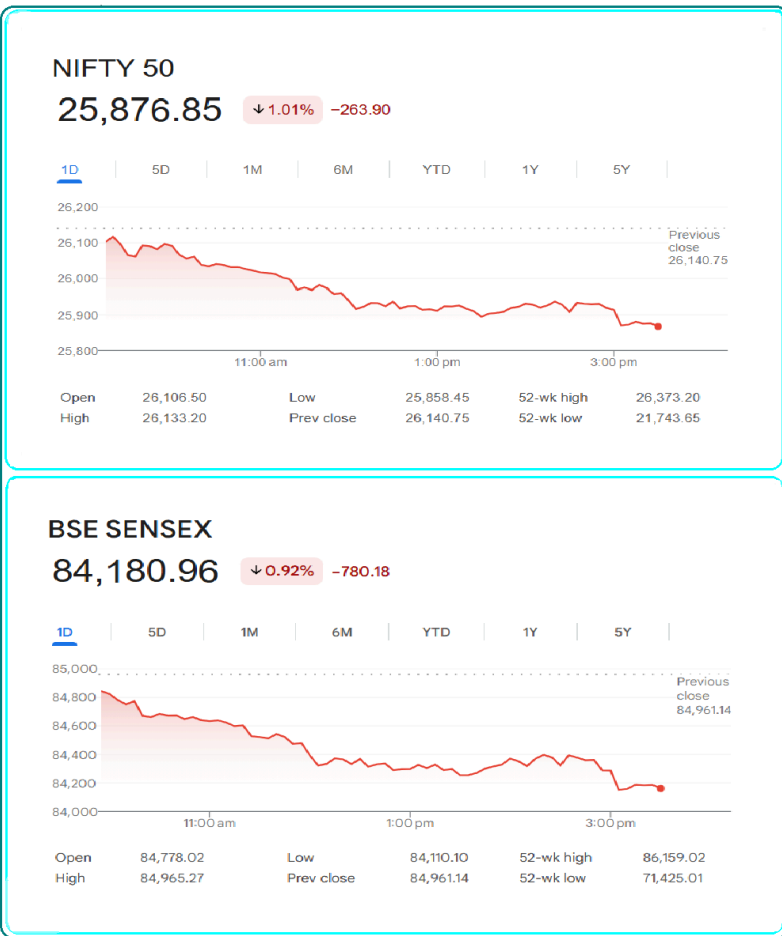 NIFTY 50
25,876.85 ↓ 1.01% −263.90
1D 5D 1M 6M YTD 1Y 5Y
26,200
26,100
26,000
25,900
25,800
Previous
close
26,140.75
11:00 am 1:00 pm 3:00 pm
Open 26,106.50 Low 25,858.45 52-wk high 26,373.20
High 26,133.20 Prev close 26,140.75 52-wk low 21,743.65
BSE SENSEX
84,180.96 ↓ 0.92% −780.18
1D 5D 1M 6M YTD 1Y 5Y
85,000
84,800
84,600
84,400
84,200
84,000
Previous
close
84,961.14
11:00 am 1:00 pm 3:00 pm
Open 84,778.02 Low 84,110.10 52-wk high 86,159.02
High 84,965.27 Prev close 84,961.14 52-wk low 71,425.01